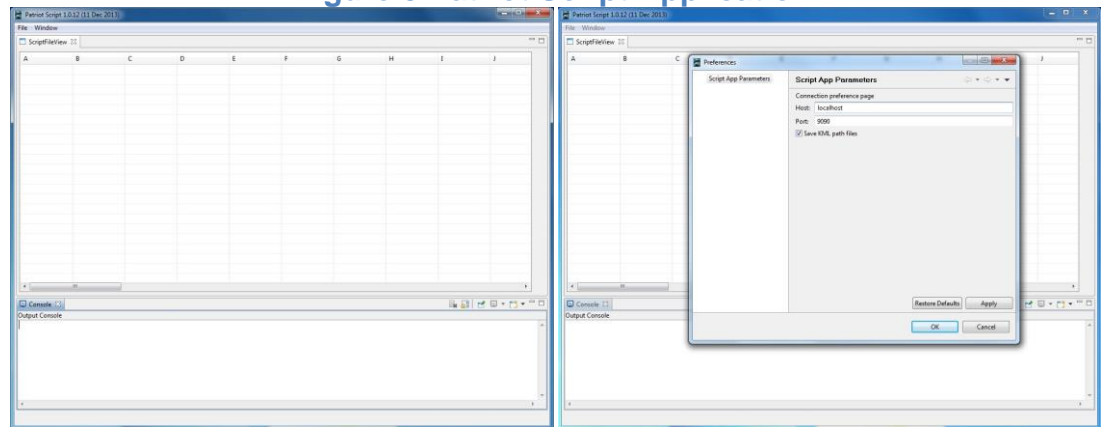 Patriot Script 1.0.12 (11 Dec 2013)
File Window
ScriptFileView
A B C D E F G H I J
Console
Output Console
Patriot Script 1.0.12 (11 Dec 2013)
File Window
ScriptFileView
A B C J
Preferences
Script App Parameters
Script App Parameters
Connection preference page
Host: localhost
Port: 9090
Save KML path files
Restore Defaults Apply
OK Cancel
Console
Output Console